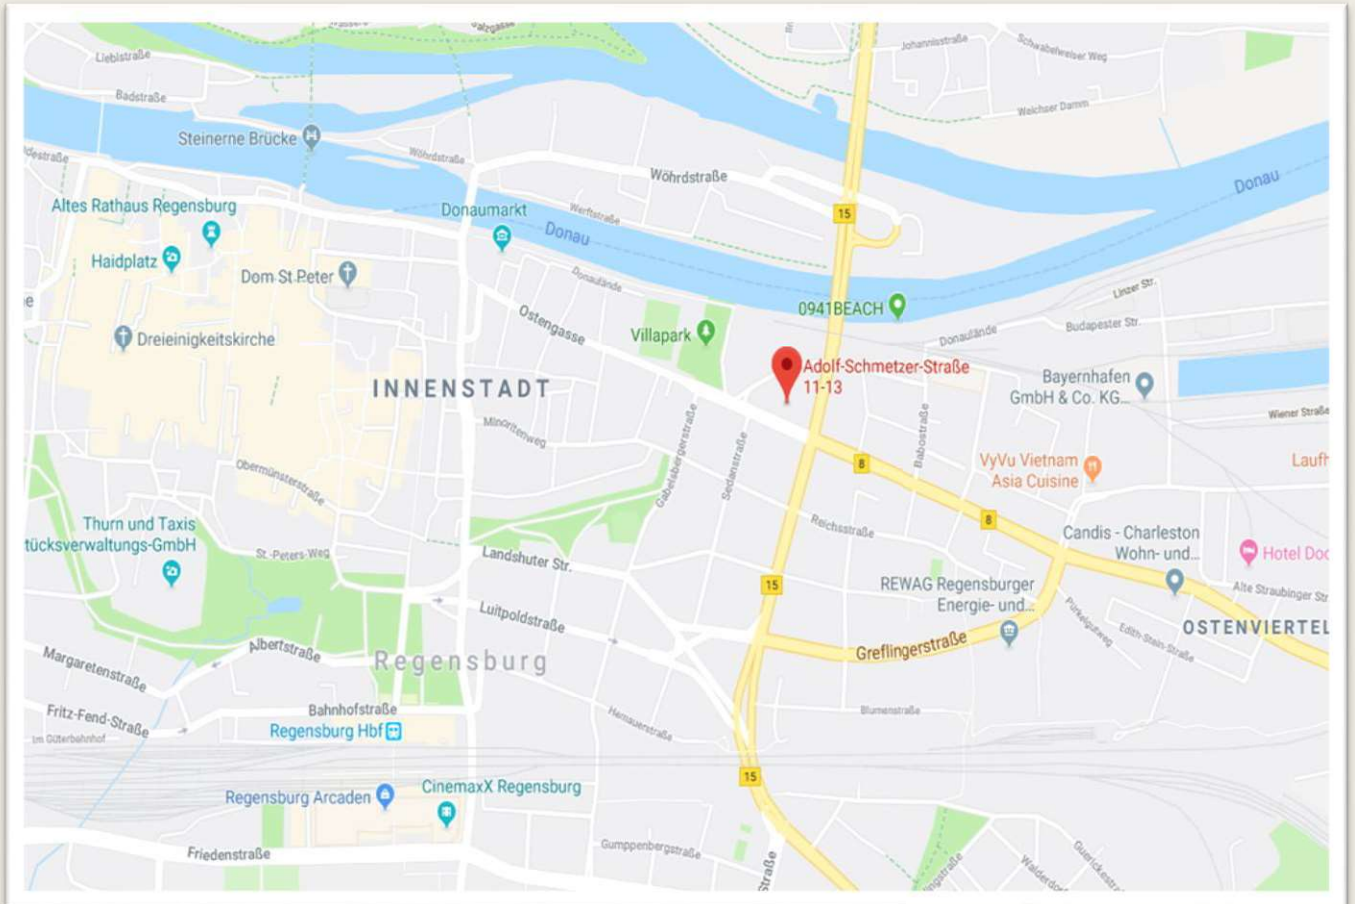 Lieblstraße
Badstraße
Johannisstraße
Schwabelweiser Weg
Weichser Damm
Steinerne Brücke
Wöhrdstraße
Wöhrdstraße
Donau
Altes Rathaus Regensburg
Donaumarkt
Werftstraße
15
Haidplatz
Donau
Dom St.Peter
Donaulände
Linzer Str.
0941BEACH
Ostengasse
Villapark
Donaulände
Budapester Str.
Dreieinigkeitskirche
Adolf-Schmetzer-Straße
11-13
INNENSTADT
Bayernhafen
GmbH & Co. KG...
Wiener Straße
Minoritenweg
Gabelsbergerstraße
Sedanstraße
Babostraße
8
VyVu Vietnam
Asia Cuisine
Laufh
Obermünsterstraße
8
Thurn und Taxis
tücksverwaltungs-GmbH
Reichsstraße
Candis - Charleston
Wohn- und...
Hotel Doc
St.-Peters-Weg
Landshuter Str.
15
REWAG Regensburger
Energie- und...
Alte Straubinger Str
Luitpoldstraße
Pürkelgutweg
Edith-Stein-Straße
OSTENVIERTEL
Albertstraße
Greflingerstraße
Margaretenstraße
Regensburg
Bahnhofstraße
Fritz-Fend-Straße
Hemauerstraße
Blumenstraße
Regensburg Hbf
Im Güterbahnhof
15
Regensburg Arcaden
CinemaxX Regensburg
Friedenstraße
Gumppenbergstraße
Straße